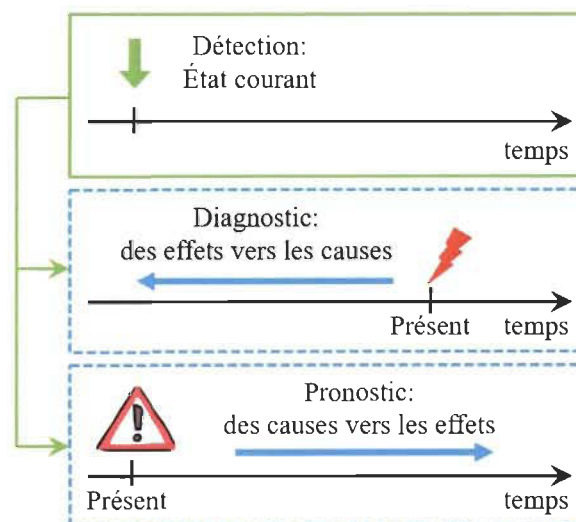 Détection:
État courant
temps
Diagnostic:
des effets vers les causes
Présent
temps
Pronostic:
des causes vers les effets
Présent
temps